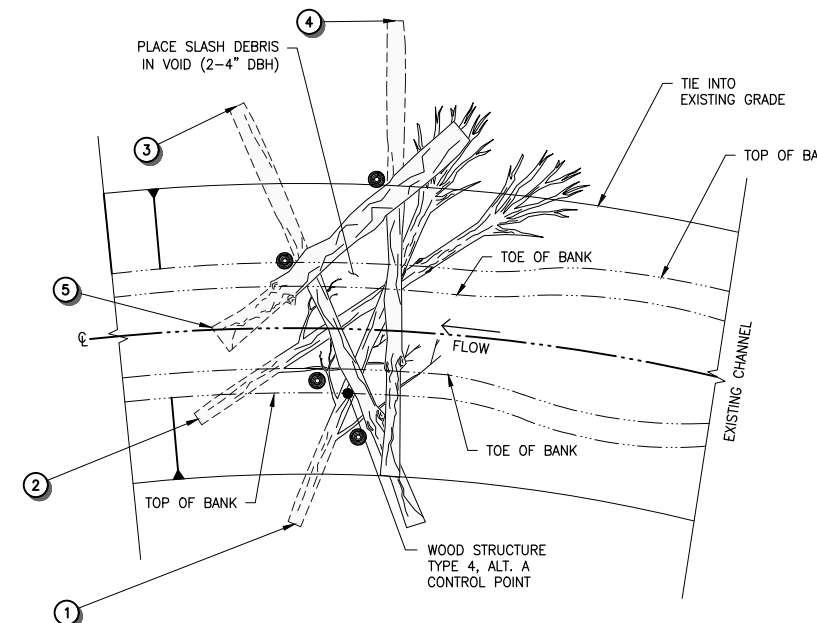 4
PLACE SLASH DEBRIS
IN VOID (2-4" DBH)
TIE INTO
EXISTING GRADE
3
TOP OF BA
TOE OF BANK
5
℄
FLOW
EXISTING CHANNEL
2
TOE OF BANK
TOP OF BANK
WOOD STRUCTURE
TYPE 4, ALT. A
CONTROL POINT
1